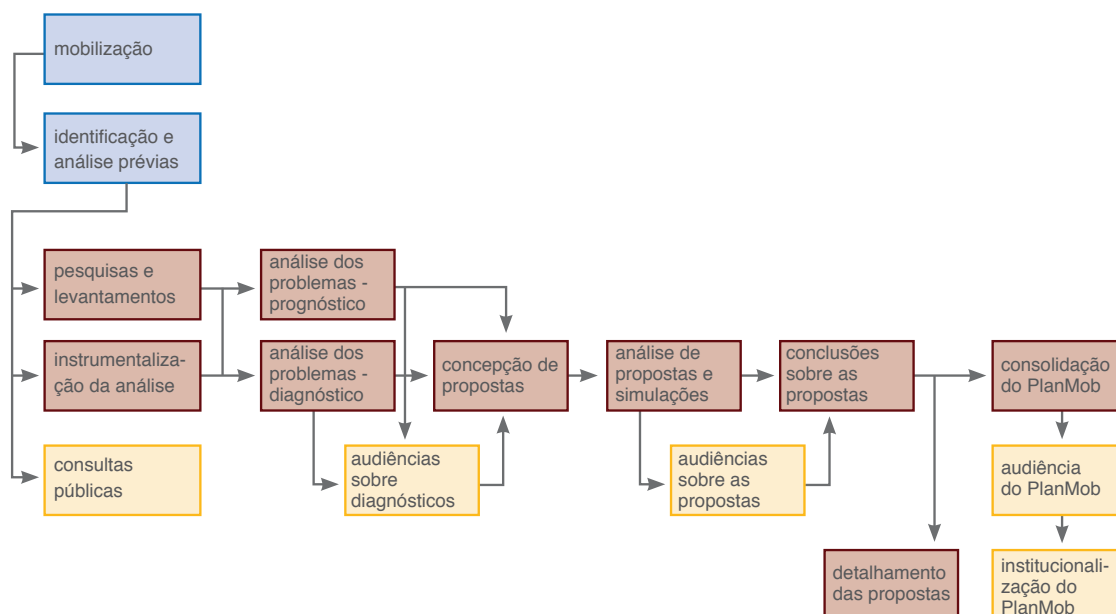 mobilização
identificação e
análise prévias
pesquisas e
levantamentos
análise dos
problemas -
prognóstico
instrumentaliza-
ção da análise
análise dos
problemas -
diagnóstico
concepção de
propostas
análise de
propostas e
simulações
conclusões
sobre as
propostas
consolidação
do PlanMob
consultas
públicas
audiências
sobre
diagnósticos
audiências
sobre as
propostas
audiência
do PlanMob
detalhamento
das propostas
institucionali-
zação do
PlanMob